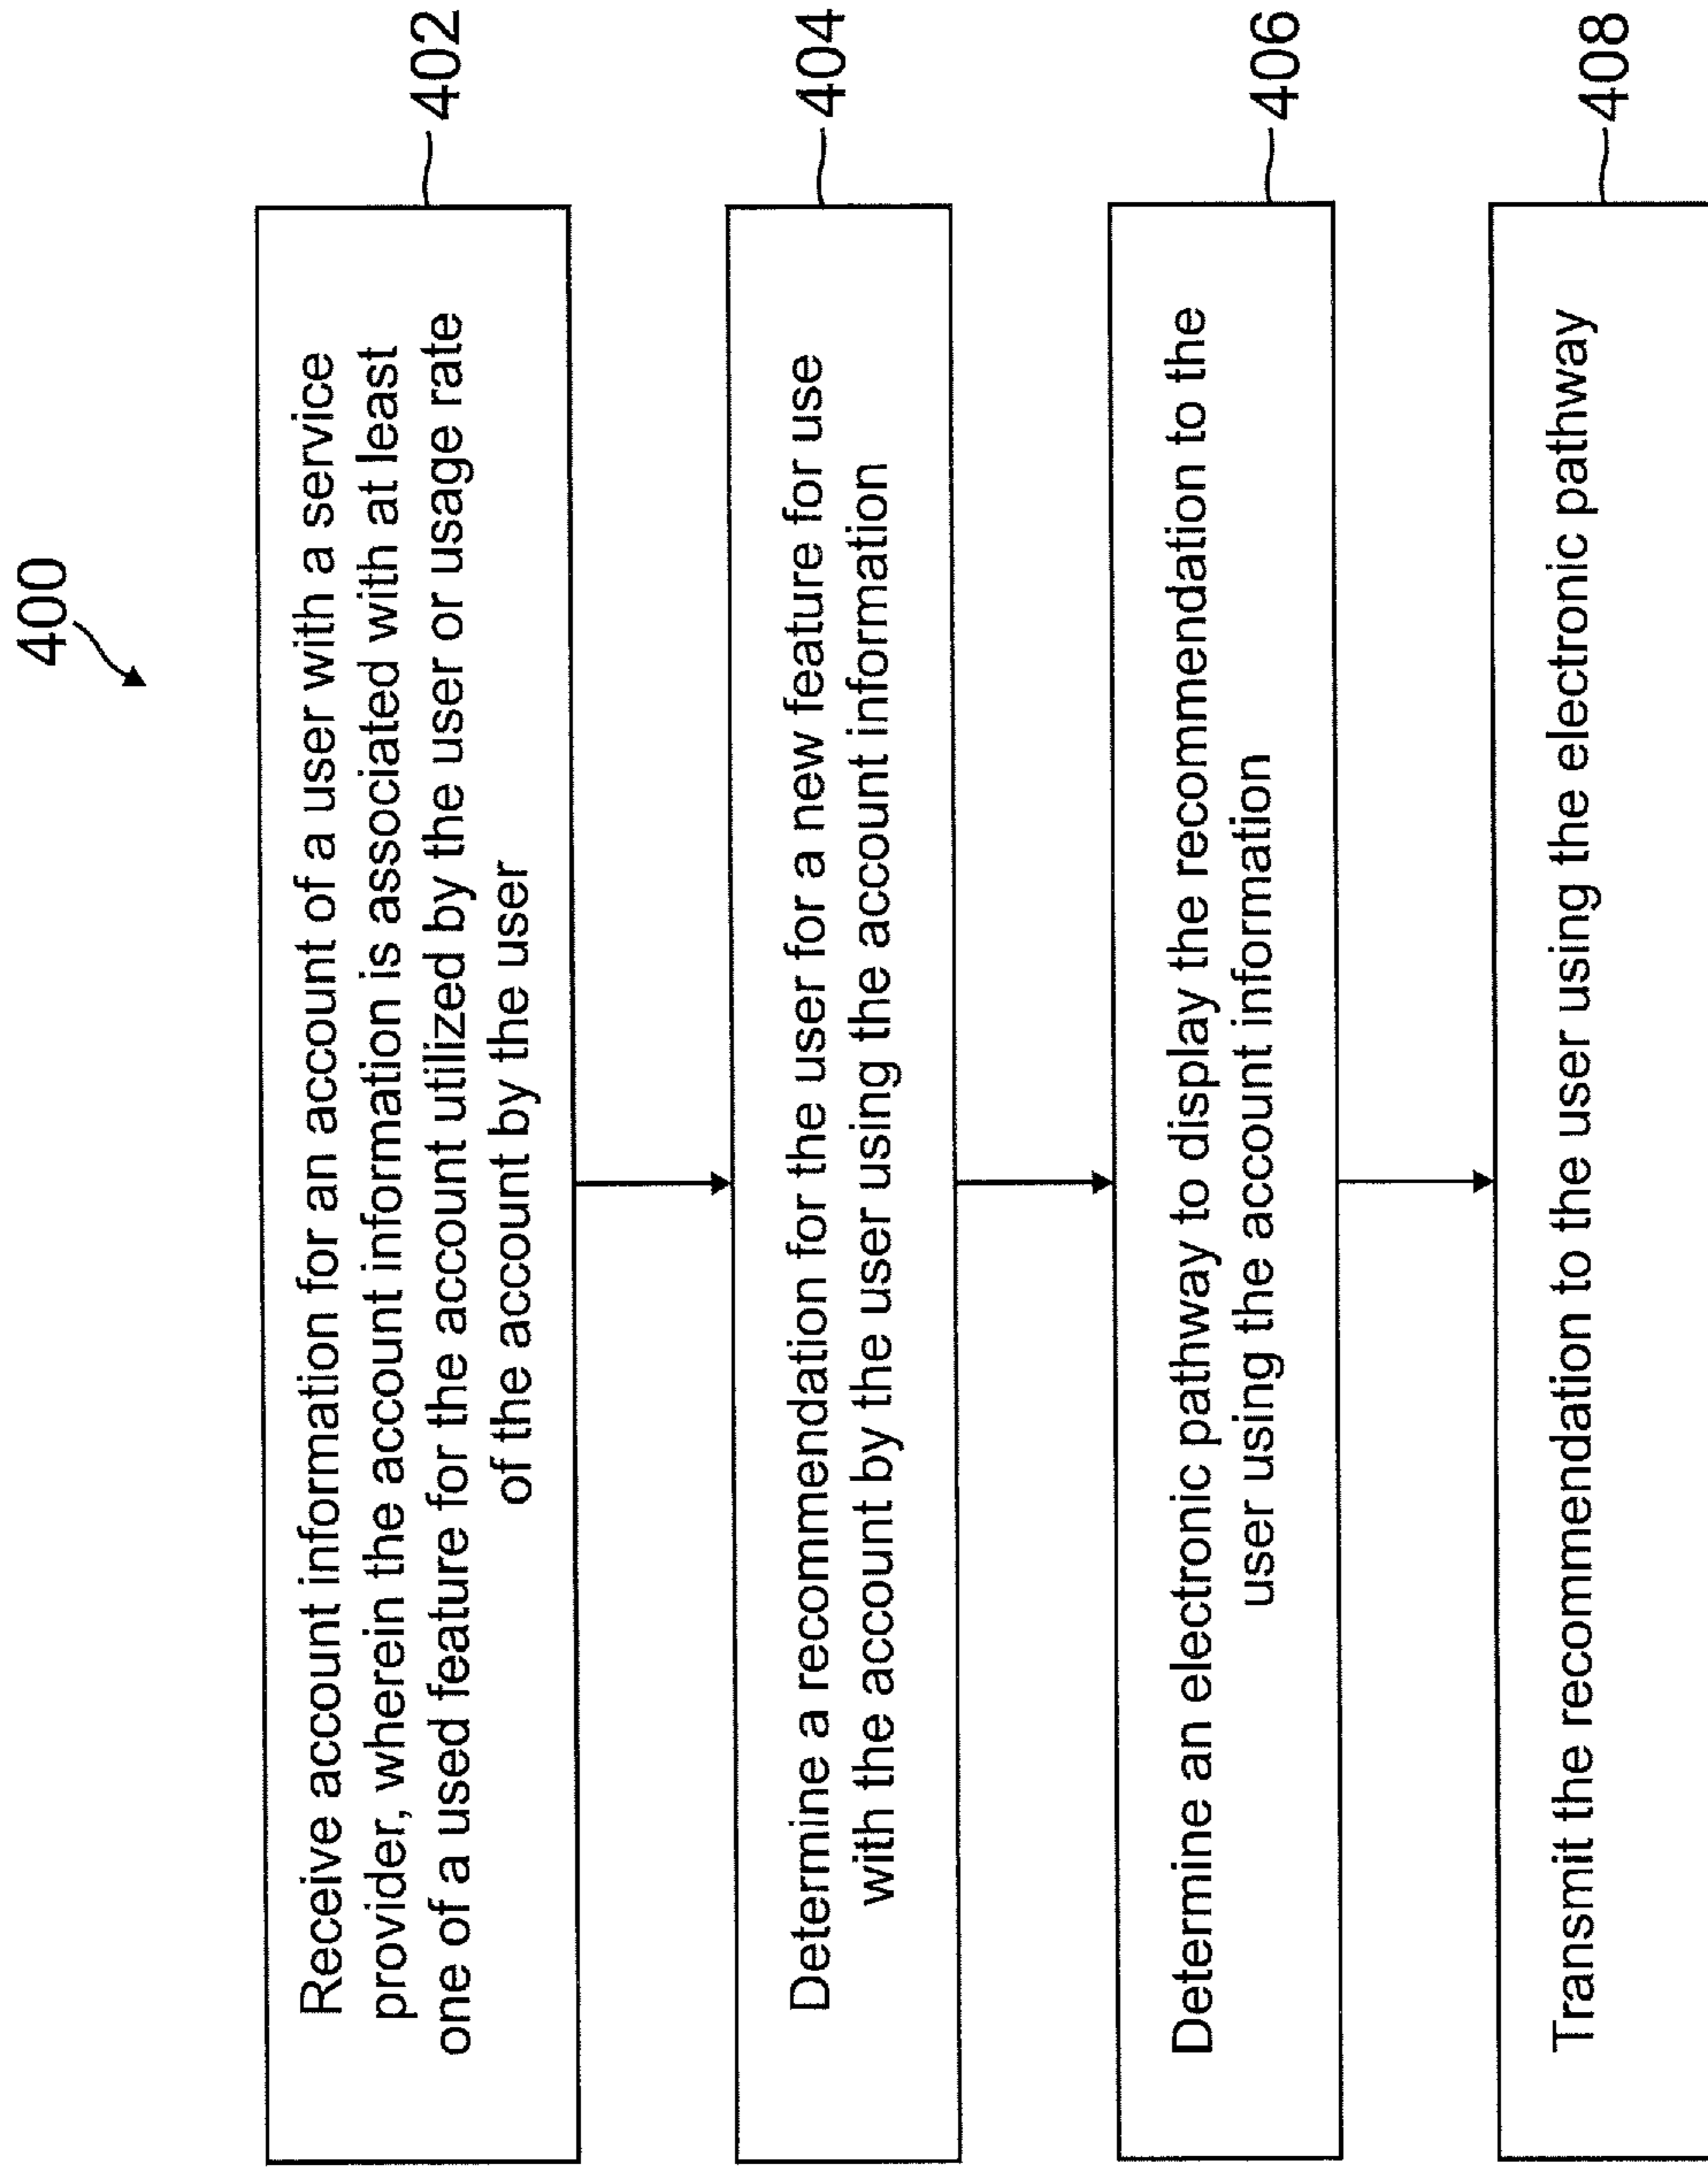 400
Receive account information for an account of a user with a service
provider, wherein the account information is associated with at least
one of a used feature for the account utilized by the user or usage rate
of the account by the user
402
Determine a recommendation for the user for a new feature for use
with the account by the user using the account information
404
Determine an electronic pathway to display the recommendation to the
user using the account information
406
Transmit the recommendation to the user using the electronic pathway
408